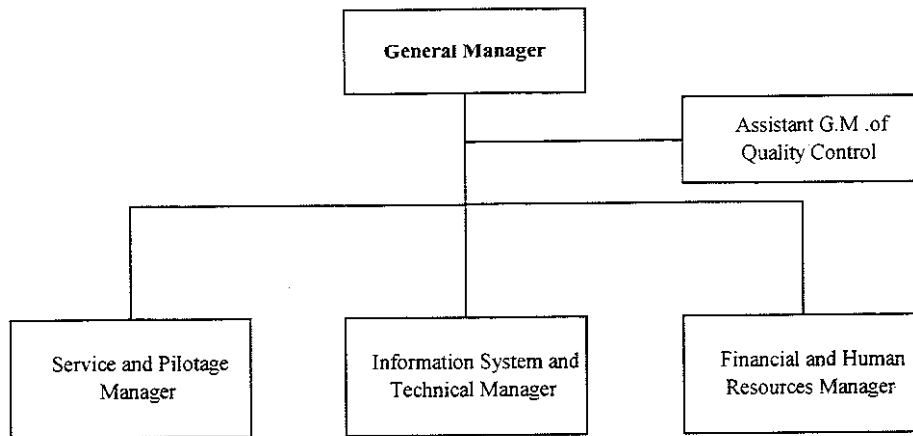 General Manager
Assistant G.M .of
Quality Control
Service and Pilotage
Manager
Information System and
Technical Manager
Financial and Human
Resources Manager